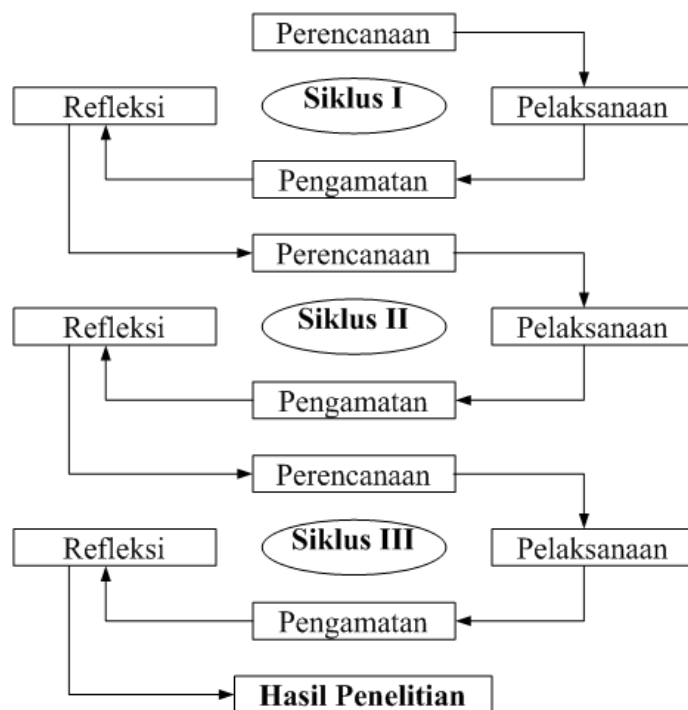 Perencanaan
Refleksi
Siklus I
Pelaksanaan
Pengamatan
Perencanaan
Refleksi
Siklus II
Pelaksanaan
Pengamatan
Perencanaan
Refleksi
Siklus III
Pelaksanaan
Pengamatan
Hasil Penelitian